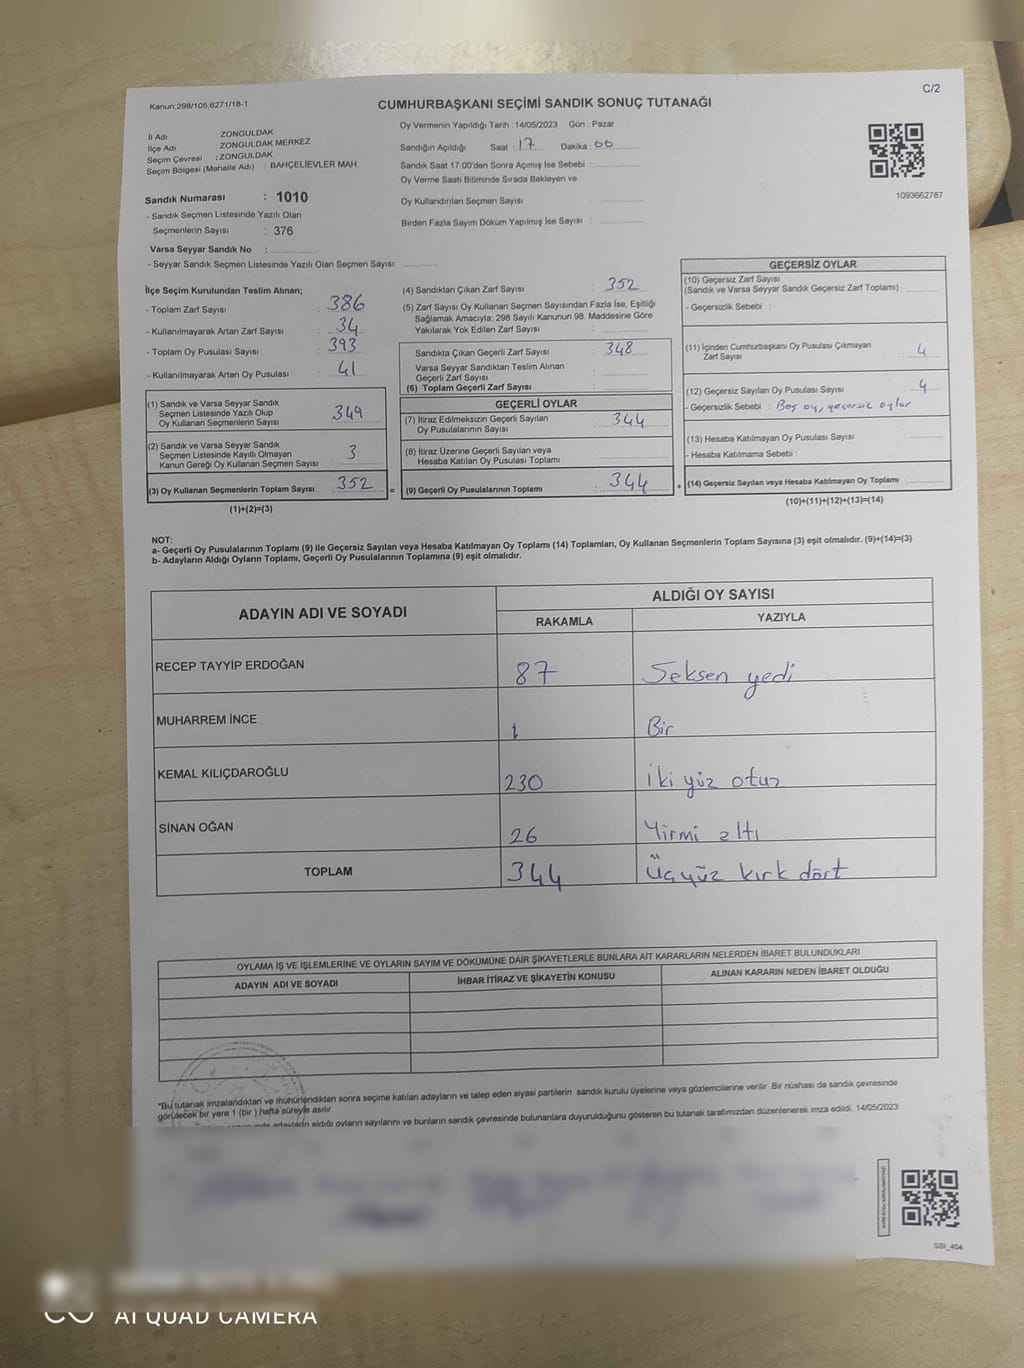 C/2
Kanun;298/105;6271/18-1
CUMHURBAŞKANI SEÇİMİ SANDIK SONUÇ TUTANAĞI
İl Adı : ZONGULDAK
İlçe Adı : ZONGULDAK MERKEZ
Seçim Çevresi : ZONGULDAK
Seçim Bölgesi (Mahalle Adı) : BAHÇELİEVLER MAH.
Sandık Numarası : 1010
- Sandık Seçmen Listesinde Yazılı Olan
Seçmenlerin Sayısı : 376
Varsa Seyyar Sandık No :
- Seyyar Sandık Seçmen Listesinde Yazılı Olan Seçmen Sayısı:
Oy Vermenin Yapıldığı Tarih : 14/05/2023 Gün : Pazar
Sandığın Açıldığı Saat : 17 Dakika : 00
Sandık Saat 17:00'den Sonra Açımış İse Sebebi :
Oy Verme Saati Bitiminde Sırada Bekleyen ve
Oy Kullandırılan Seçmen Sayısı
Birden Fazla Sayım Döküm Yapılmış İse Sayısı :
1093662787
İlçe Seçim Kurulundan Teslim Alınan;
- Toplam Zarf Sayısı : 386
- Kullanılmayarak Artan Zarf Sayısı : 34
- Toplam Oy Pusulası Sayısı : 393
- Kullanılmayarak Artan Oy Pusulası : 41
(1) Sandık ve Varsa Seyyar Sandık
Seçmen Listesinde Yazılı Olup
Oy Kullanan Seçmenlerin Sayısı : 349
(2) Sandık ve Varsa Seyyar Sandık
Seçmen Listesinde Kayıtlı Olmayan
Kanun Gereği Oy Kullanan Seçmen Sayısı : 3
(3) Oy Kullanan Seçmenlerin Toplam Sayısı : 352
(1)+(2)=(3)
(4) Sandıktan Çıkan Zarf Sayısı : 352
(5) Zarf Sayısı Oy Kullanan Seçmen Sayısından Fazla İse, Eşitliği
Sağlamak Amacıyla; 298 Sayılı Kanunun 98. Maddesine Göre
Yakılarak Yok Edilen Zarf Sayısı :
Sandıkta Çıkan Geçerli Zarf Sayısı : 348
Varsa Seyyar Sandıktan Teslim Alınan
Geçerli Zarf Sayısı :
(6) Toplam Geçerli Zarf Sayısı :
GEÇERLİ OYLAR
(7) İtiraz Edilmeksizin Geçerli Sayılan
Oy Pusulalarının Sayısı : 344
(8) İtiraz Üzerine Geçerli Sayılan veya
Hesaba Katılan Oy Pusulası Toplamı :
= (9) Geçerli Oy Pusulalarının Toplamı : 344
GEÇERSİZ OYLAR
(10) Geçersiz Zarf Sayısı
(Sandık ve Varsa Seyyar Sandık Geçersiz Zarf Toplamı) :
- Geçersizlik Sebebi :
(11) İçinden Cumhurbaşkanı Oy Pusulası Çıkmayan
Zarf Sayısı : 4
(12) Geçersiz Sayılan Oy Pusulası Sayısı : 4
- Geçersizlik Sebebi : Boş oy, geçersiz oylar
(13) Hesaba Katılmayan Oy Pusulası Sayısı :
- Hesaba Katılmama Sebebi :
+ (14) Geçersiz Sayılan veya Hesaba Katılmayan Oy Toplamı :
(10)+(11)+(12)+(13)=(14)
NOT:
a- Geçerli Oy Pusulalarının Toplamı (9) ile Geçersiz Sayılan veya Hesaba Katılmayan Oy Toplamı (14) Toplamları, Oy Kullanan Seçmenlerin Toplam Sayısına (3) eşit olmalıdır. (9)+(14)=(3)
b- Adayların Aldığı Oyların Toplamı, Geçerli Oy Pusulalarının Toplamına (9) eşit olmalıdır.
ADAYIN ADI VE SOYADI
ALDIĞI OY SAYISI
RAKAMLA YAZIYLA
RECEP TAYYİP ERDOĞAN 87 Seksen yedi
MUHARREM İNCE 1 Bir
KEMAL KILIÇDAROĞLU 230 İki yüz otuz
SİNAN OĞAN 26 Yirmi altı
TOPLAM 344 Üçyüz kırk dört
OYLAMA İŞ VE İŞLEMLERİNE VE OYLARIN SAYIM VE DÖKÜMÜNE DAİR ŞİKAYETLERLE BUNLARA AİT KARARLARIN NELERDEN İBARET BULUNDUKLARI
ADAYIN ADI VE SOYADI İHBAR İTİRAZ VE ŞİKAYETİN KONUSU ALINAN KARARIN NEDEN İBARET OLDUĞU
*Bu tutanak imzalandıktan ve mühürlendikten sonra seçime katılan adayların ve talep eden siyasi partilerin sandık kurulu üyelerine veya gözlemcilerine verilir. Bir nüshası da sandık çevresinde
görülecek bir yere 1 (bir) hafta süreyle asılır.
adayların aldığı oyların sayılarını ve bunların sandık çevresinde bulunanlara duyurulduğunu gösteren bu tutanak tarafımızdan düzenlenerek imza edildi. 14/05/2023
SSI_404
AI QUAD CAMERA